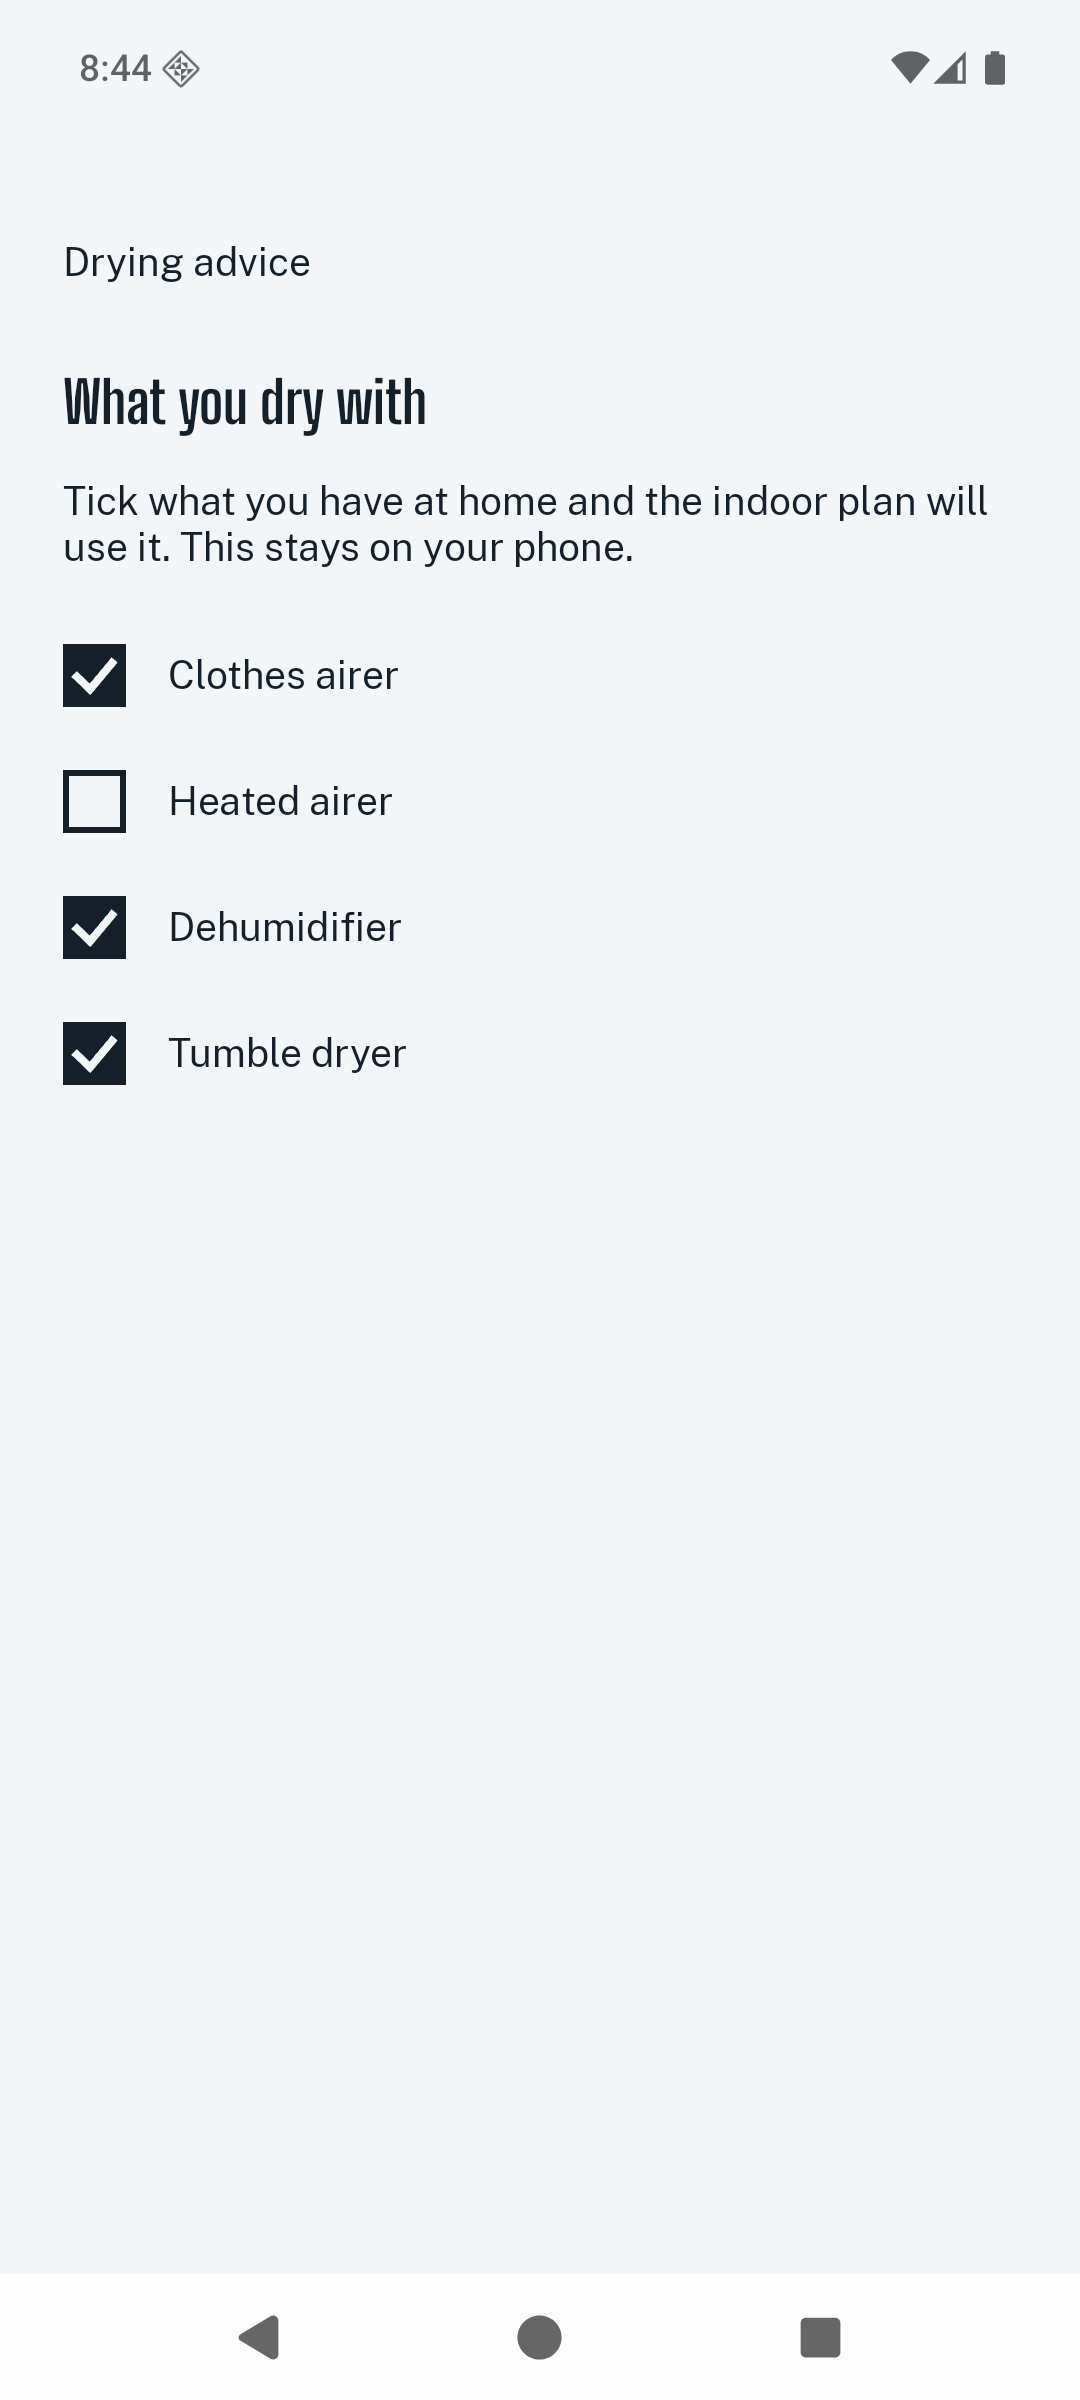 8:44
Drying advice
What you dry with
Tick what you have at home and the indoor plan will
use it. This stays on your phone.
Clothes airer
Heated airer
Dehumidifier
Tumble dryer